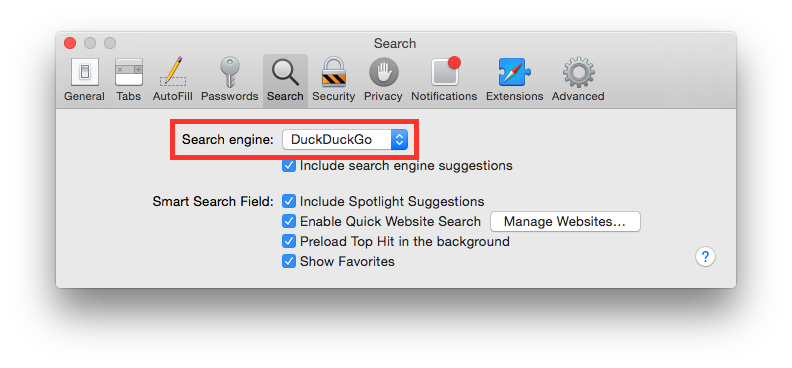 Search
General Tabs AutoFill Passwords Search Security Privacy Notifications Extensions Advanced
Search engine: DuckDuckGo
Include search engine suggestions
Smart Search Field: Include Spotlight Suggestions
Enable Quick Website Search Manage Websites...
Preload Top Hit in the background
Show Favorites
?